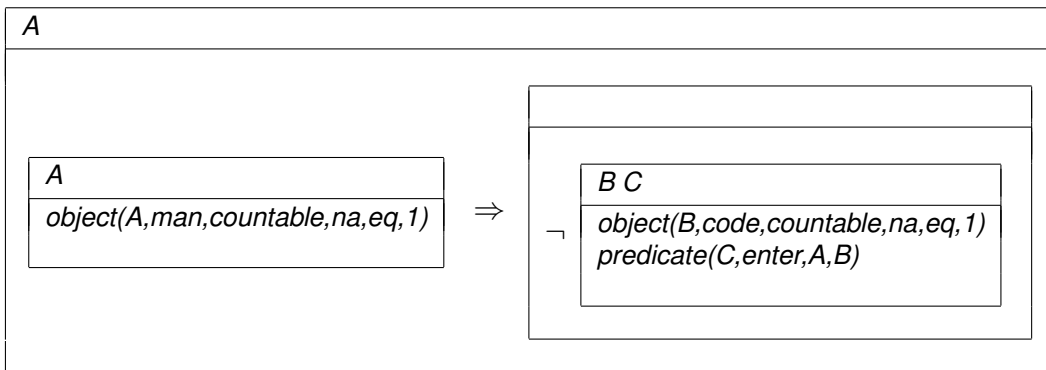 A
A
object(A,man,countable,na,eq,1)
⇒
¬
B C
object(B,code,countable,na,eq,1)
predicate(C,enter,A,B)